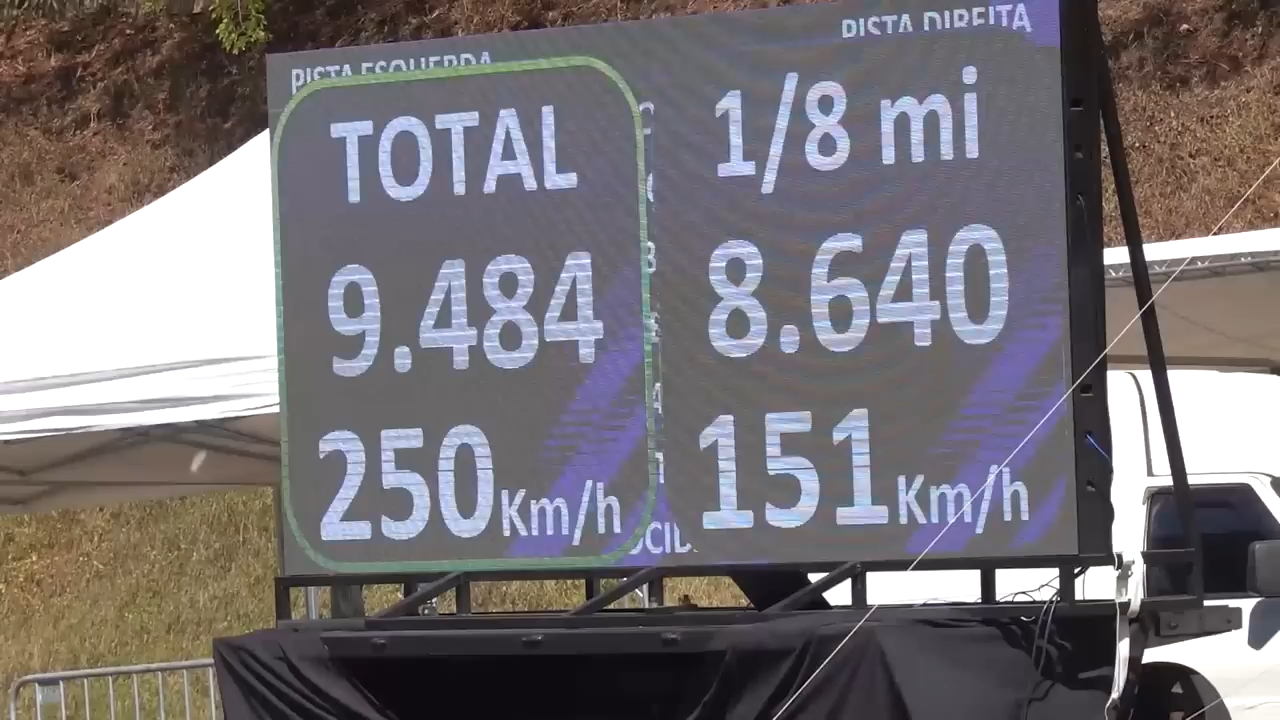 PISTA ESQUERDA
TOTAL
9.484
250 Km/h
PISTA DIREITA
1/8 mi
8.640
151 Km/h